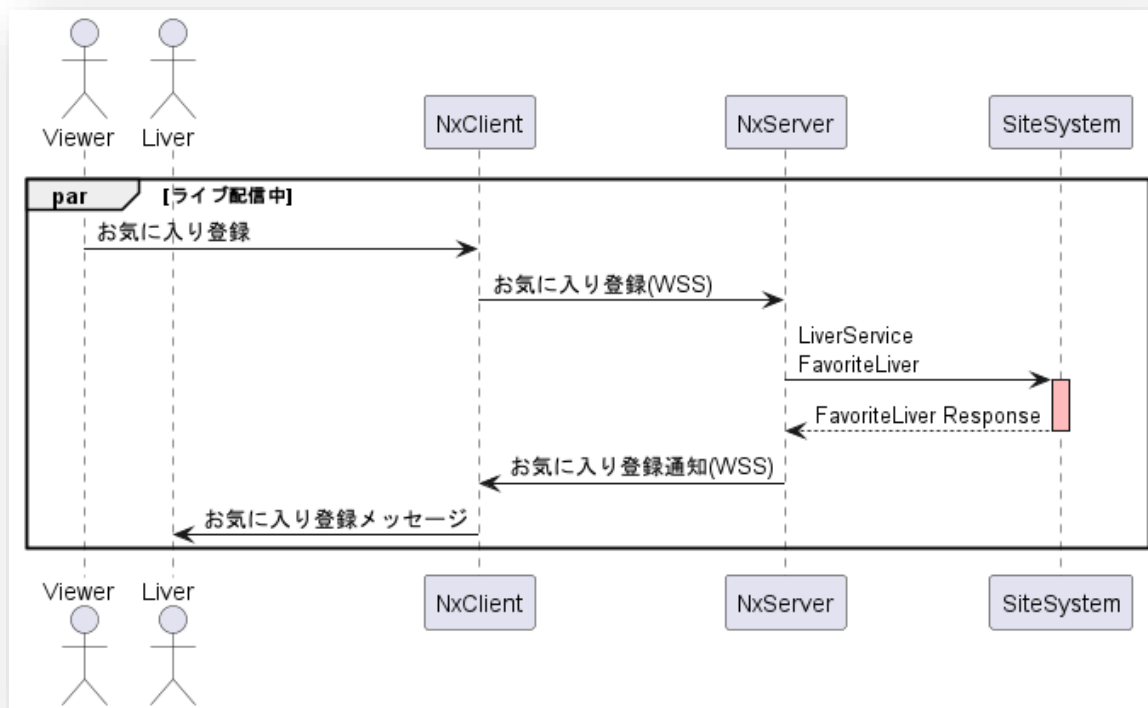 Viewer
Liver
NxClient
NxServer
SiteSystem
par
[ライブ配信中]
お気に入り登録
お気に入り登録(WSS)
LiverService
FavoriteLiver
FavoriteLiver Response
お気に入り登録通知(WSS)
お気に入り登録メッセージ
Viewer
Liver
NxClient
NxServer
SiteSystem